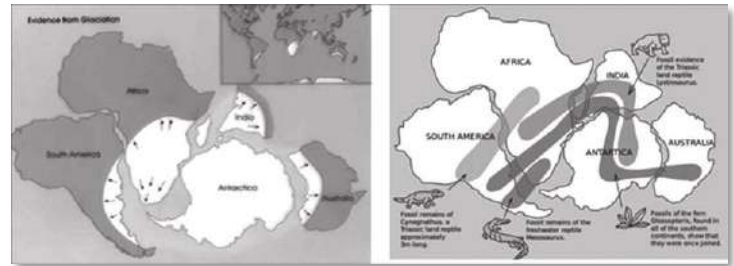 Evidence from Glaciation
Africa
South America
India
Antarctica
Australia
AFRICA
INDIA
SOUTH AMERICA
ANTARTICA
AUSTRALIA
Fossil evidence
of the Triassic
land reptile
Lystrosaurus.
Fossil remains of
Cynognathus, a
Triassic land reptile
approximately
3m long.
Fossil remains of the
freshwater reptile
Mesosaurus.
Fossils of the fern
Glossopteris, found in
all of the southern
continents, show that
they were once joined.